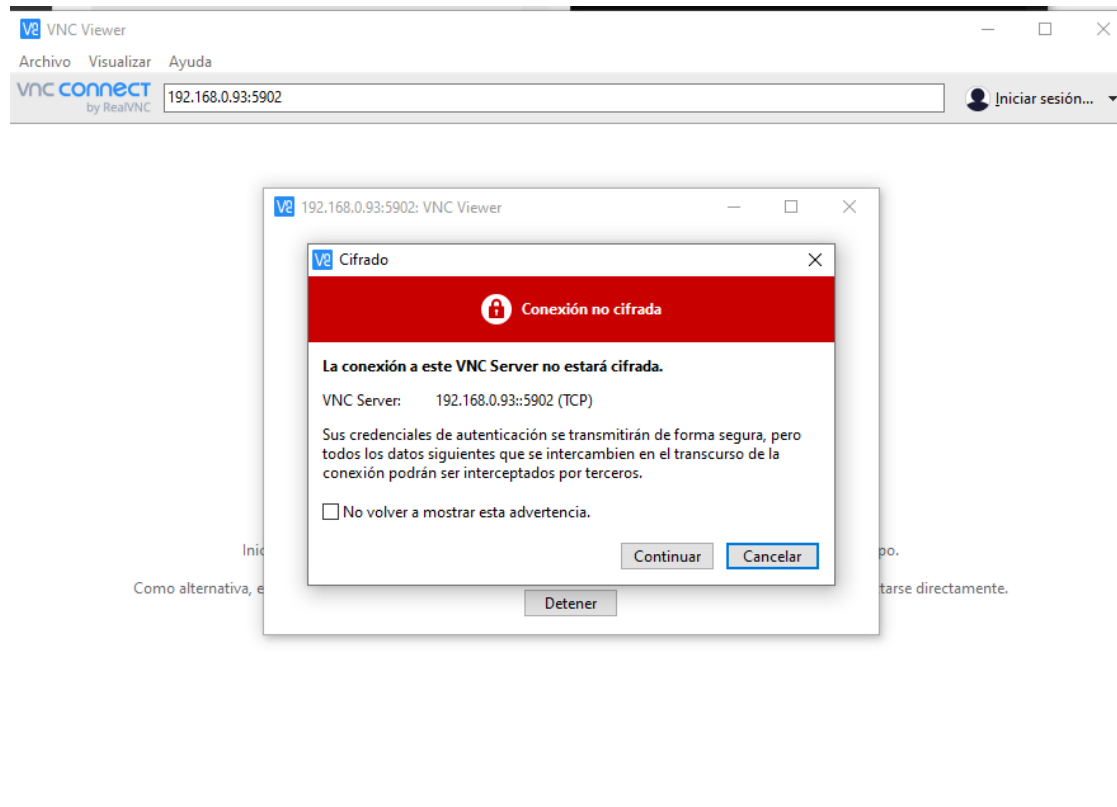 VNC Viewer
Archivo Visualizar Ayuda
vnc connect
by RealVNC
192.168.0.93:5902
Iniciar sesión...
192.168.0.93:5902: VNC Viewer
Cifrado
Conexión no cifrada
La conexión a este VNC Server no estará cifrada.
VNC Server: 192.168.0.93::5902 (TCP)
Sus credenciales de autenticación se transmitirán de forma segura, pero
todos los datos siguientes que se intercambien en el transcurso de la
conexión podrán ser interceptados por terceros.
No volver a mostrar esta advertencia.
Continuar Cancelar
Como alternativa, directamente.
Detener